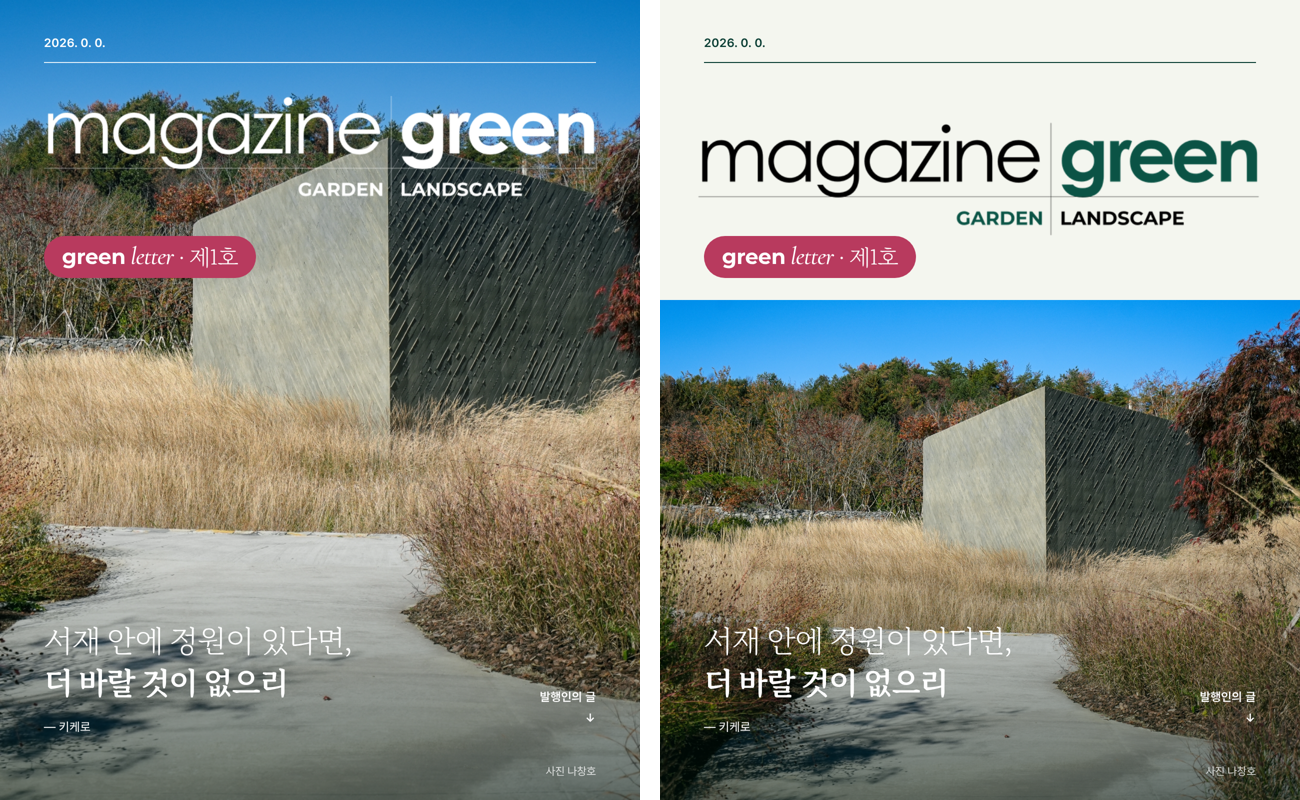 2026. 0. 0.
magazine green
GARDEN LANDSCAPE
green letter · 제1호
서재 안에 정원이 있다면,
더 바랄 것이 없으리
— 키케로
발행인의 글
↓
사진 나창호
2026. 0. 0.
magazine green
GARDEN LANDSCAPE
green letter · 제1호
서재 안에 정원이 있다면,
더 바랄 것이 없으리
— 키케로
발행인의 글
↓
사진 나창호